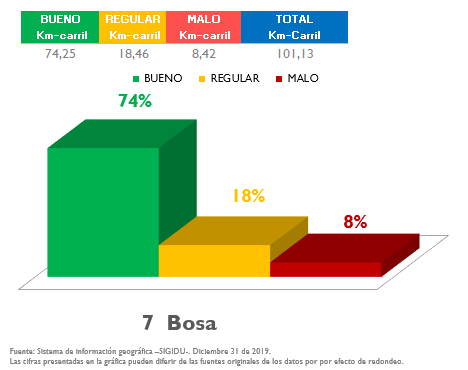 BUENO REGULAR MALO TOTAL
Km-carril Km-carril Km-carril Km-Carril
74,25 18,46 8,42 101,13
BUENO REGULAR MALO
74%
18%
8%
7 Bosa
Fuente: Sistema de información geográfica –SIGIDU-. Diciembre 31 de 2019.
Las cifras presentadas en la gráfica pueden diferir de las fuentes originales de los datos por por efecto de redondeo.